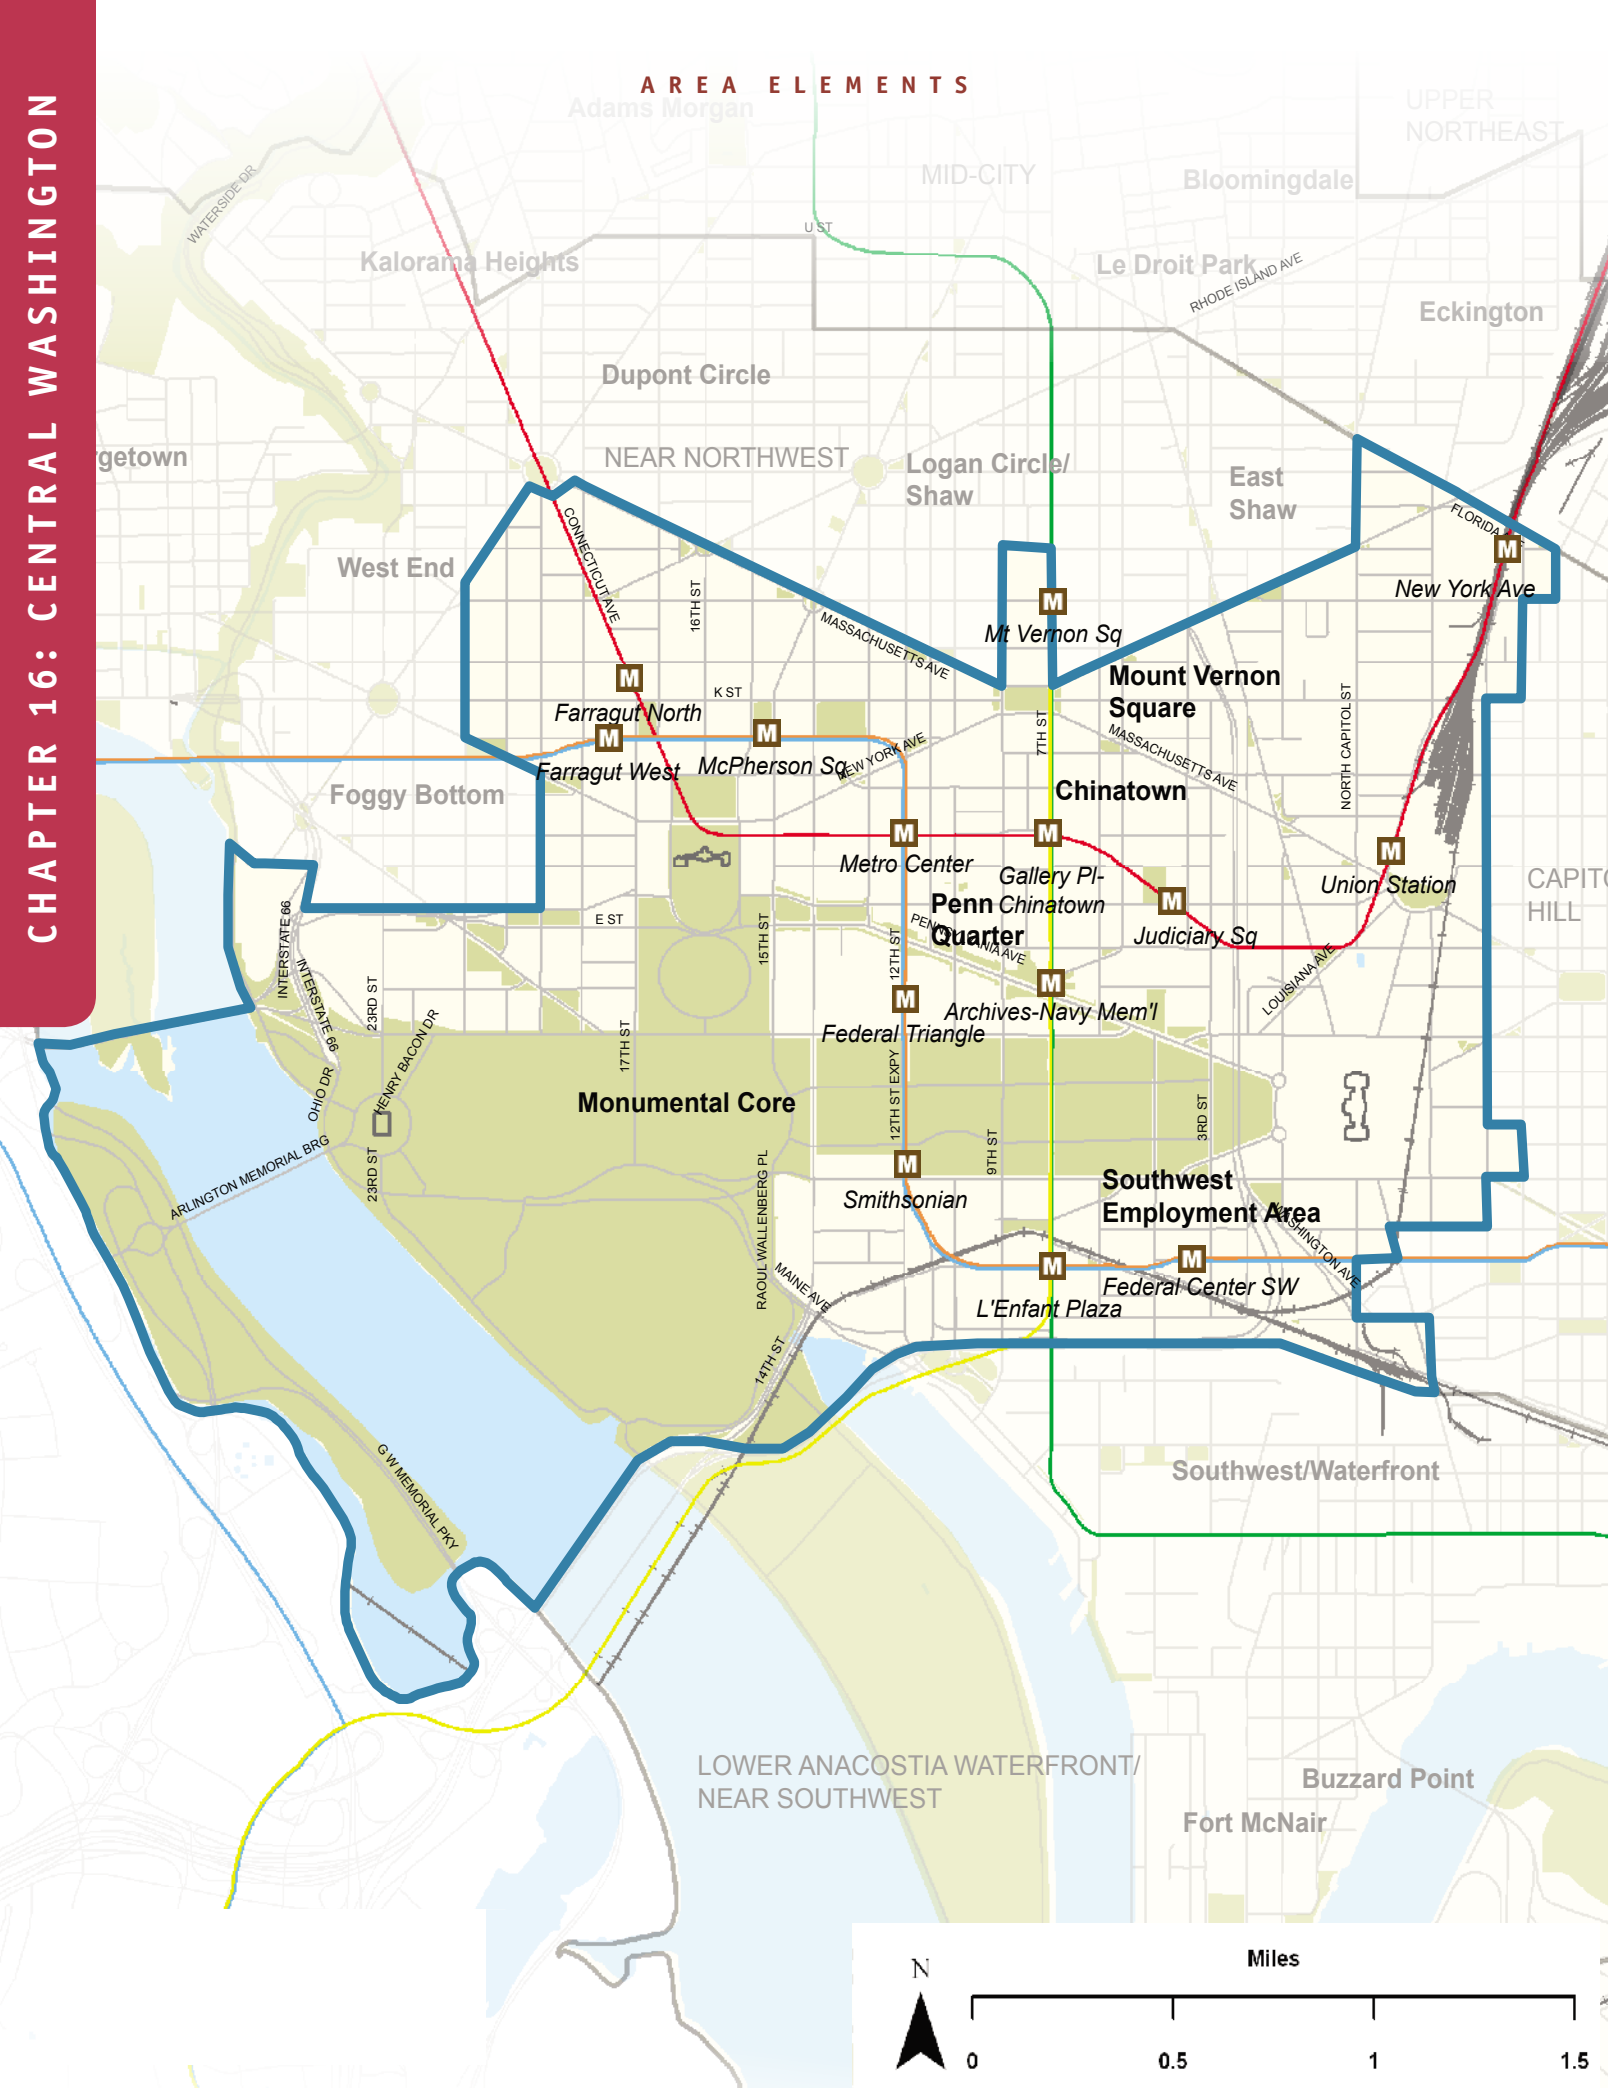 CHAPTER 16: CENTRAL WASHINGTON
AREA ELEMENTS
Adams Morgan
UPPER
NORTHEAST
MID-CITY
Bloomingdale
WATERSIDE DR
U ST
Kalorama Heights
Le Droit Park
RHODE ISLAND AVE
Eckington
Dupont Circle
rgetown
NEAR NORTHWEST
Logan Circle/
Shaw
East
Shaw
FLORIDA
M
New York Ave
West End
CONNECTICUT AVE
16TH ST
M
Mt Vernon Sq
MASSACHUSETTS AVE
Mount Vernon
Square
M
Farragut North
K ST
7TH ST
NORTH CAPITOL ST
M
Farragut West
M
McPherson Sq
NEW YORK AVE
MASSACHUSETTS AVE
Foggy Bottom
Chinatown
M
Metro Center
M
Gallery Pl-
Chinatown
M
Union Station
CAPITO
HILL
Penn
Quarter
M
Judiciary Sq
E ST
15TH ST
12TH ST
PENNSYLVANIA AVE
INTERSTATE 66
INTERSTATE 66
23RD ST
LOUISIANA AVE
M
Archives-Navy Mem'l
M
Federal Triangle
17TH ST
HENRY BACON DR
OHIO DR
Monumental Core
12TH ST EXPY
3RD ST
9TH ST
ARLINGTON MEMORIAL BRG
23RD ST
M
Smithsonian
RAOUL WALLENBERG PL
Southwest
Employment Area
WASHINGTON AVE
MAINE AVE
M
L'Enfant Plaza
M
Federal Center SW
14TH ST
G W MEMORIAL PKY
Southwest/Waterfront
LOWER ANACOSTIA WATERFRONT/
NEAR SOUTHWEST
Buzzard Point
Fort McNair
N
Miles
0 0.5 1 1.5